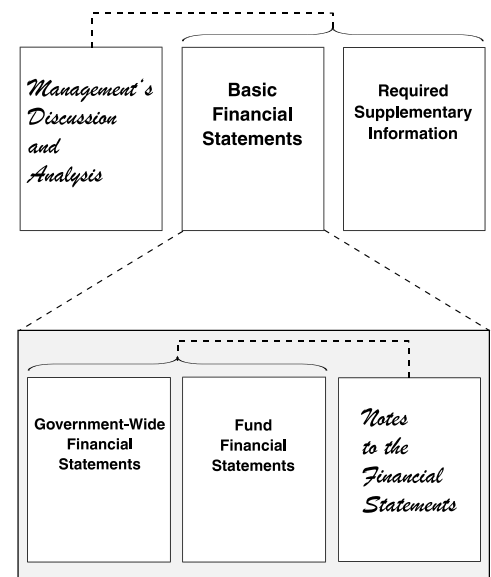 Management's
Discussion
and
Analysis
Basic
Financial
Statements
Required
Supplementary
Information
Government-Wide
Financial
Statements
Fund
Financial
Statements
Notes
to the
Financial
Statements